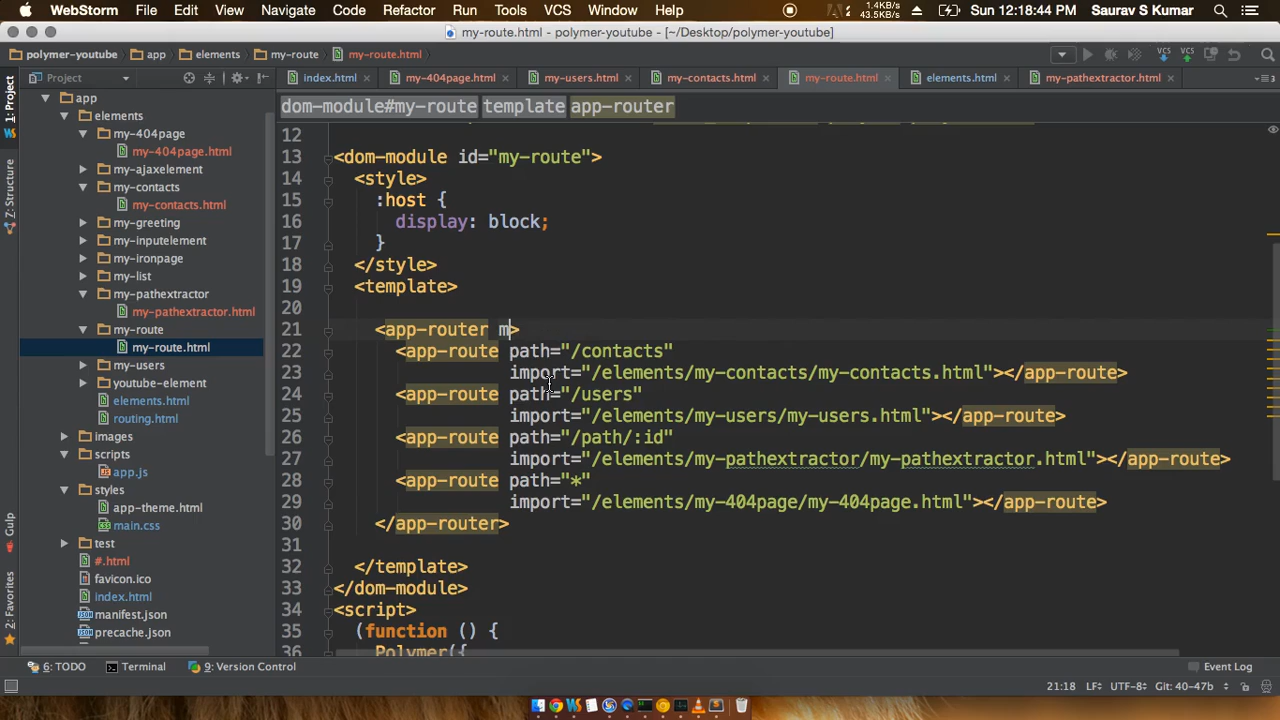 WebStorm File Edit View Navigate Code Refactor Run Tools VCS Window Help 1.4KB/s 43.5KB/s Sun 12:18:44 Saurav S Kumar
my-route.html - polymer-youtube - [~/Desktop/polymer-youtube]
polymer-youtube app elements my-route my-route.html VCS VCS
Project index.html my-404page.html my-users.html my-contacts.html my-route.html elements.html my-pathextractor.html
1: Project
Z: Structure
Gulp
2: Favorites
app
elements
my-404page
my-404page.html
my-ajaxelement
my-contacts
my-contacts.html
my-greeting
my-inputelement
my-ironpage
my-list
my-pathextractor
my-pathextractor.html
my-route
my-route.html
my-users
youtube-element
elements.html
routing.html
images
scripts
app.js
styles
app-theme.html
main.css
test
#.html
favicon.ico
index.html
manifest.json
precache.json
dom-module#my-route template app-router
12
13 <dom-module id="my-route">
14 <style>
15 :host {
16 display: block;
17 }
18 </style>
19 <template>
20
21 <app-router m>
22 <app-route path="/contacts"
23 import="/elements/my-contacts/my-contacts.html"></app-route>
24 <app-route path="/users"
25 import="/elements/my-users/my-users.html"></app-route>
26 <app-route path="/path/:id"
27 import="/elements/my-pathextractor/my-pathextractor.html"></app-route>
28 <app-route path="*"
29 import="/elements/my-404page/my-404page.html"></app-route>
30 </app-router>
31
32 </template>
33 </dom-module>
34 <script>
35 (function () {
36 Polymer({
6: TODO Terminal 9: Version Control Event Log
21:18 LF UTF-8 Git: 40-47b